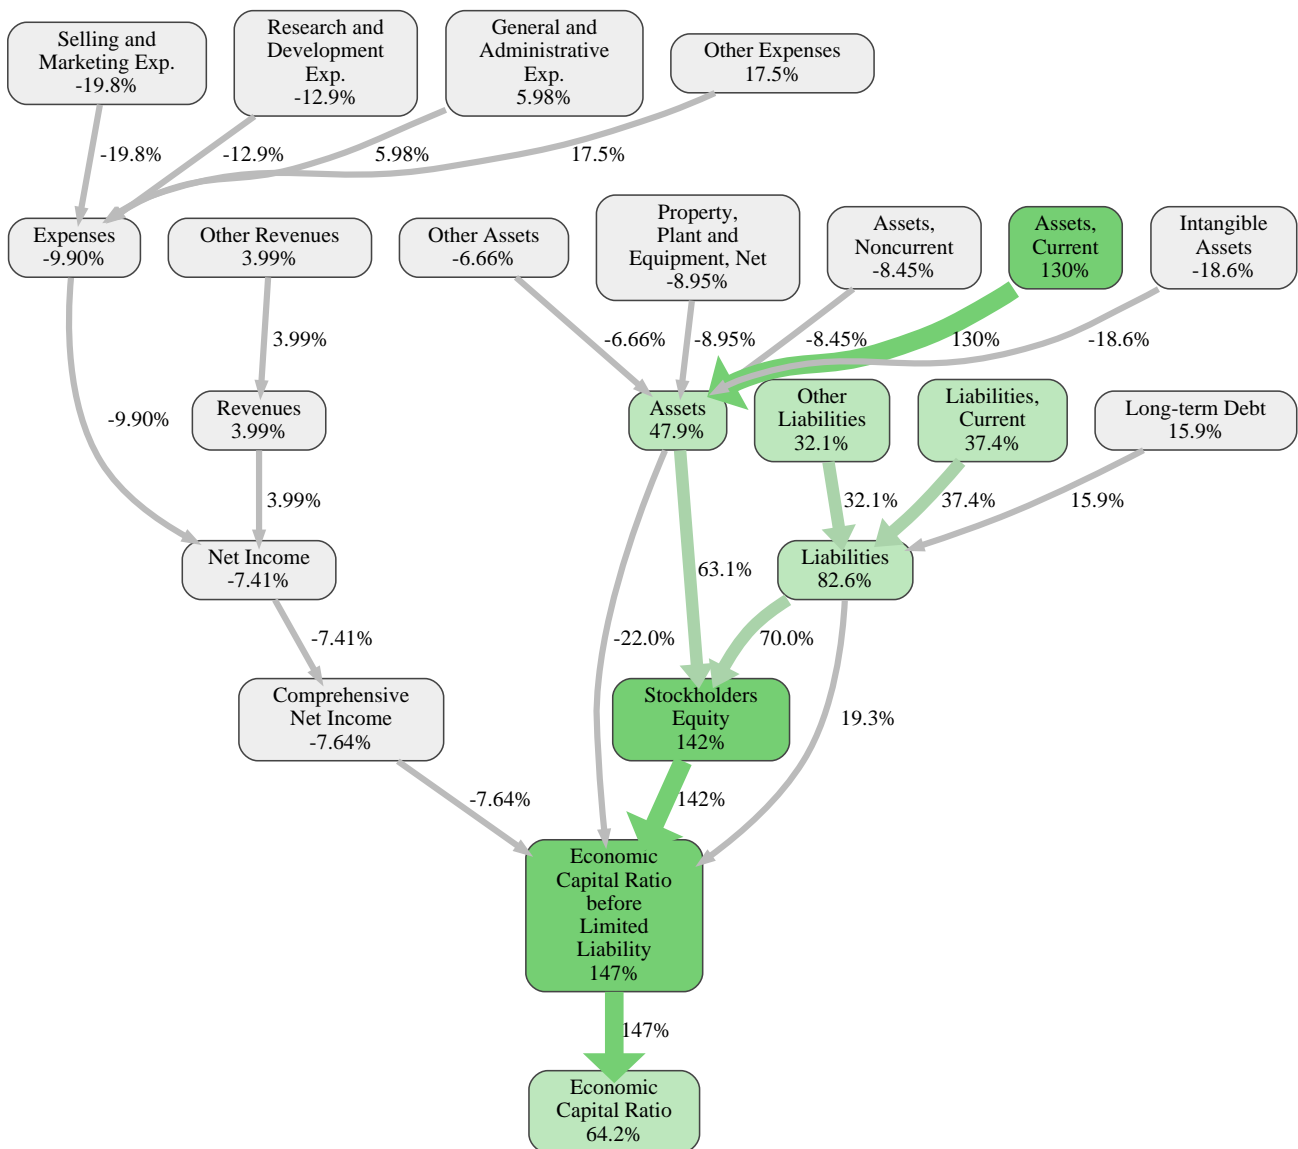 Selling and
Marketing Exp.
-19.8%
Research and
Development
Exp.
-12.9%
General and
Administrative
Exp.
5.98%
Other Expenses
17.5%
-19.8%
-12.9%
5.98%
17.5%
Expenses
-9.90%
Other Revenues
3.99%
Other Assets
-6.66%
Property,
Plant and
Equipment, Net
-8.95%
Assets,
Noncurrent
-8.45%
Assets,
Current
130%
Intangible
Assets
-18.6%
3.99%
-6.66%
-8.95%
-8.45%
130%
-18.6%
-9.90%
Revenues
3.99%
Assets
47.9%
Other
Liabilities
32.1%
Liabilities,
Current
37.4%
Long-term Debt
15.9%
3.99%
32.1%
37.4%
15.9%
Net Income
-7.41%
63.1%
Liabilities
82.6%
-7.41%
-22.0%
70.0%
Comprehensive
Net Income
-7.64%
Stockholders
Equity
142%
19.3%
-7.64%
142%
Economic
Capital Ratio
before
Limited
Liability
147%
147%
Economic
Capital Ratio
64.2%